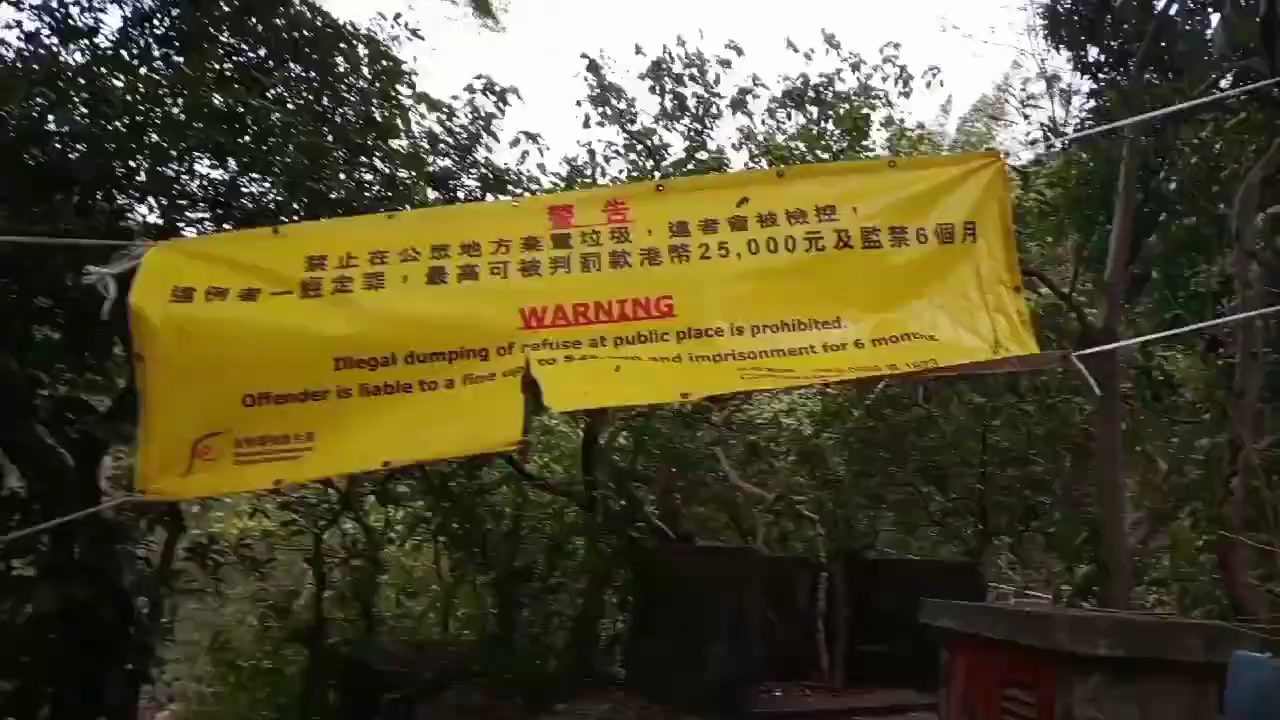 警告
禁止在公眾地方棄置垃圾，違者會被檢控，
違例者一經定罪，最高可被判罰款港幣25,000元及監禁6個月
WARNING
Illegal dumping of refuse at public place is prohibited.
Offender is liable to a fine up to and imprisonment for 6 months